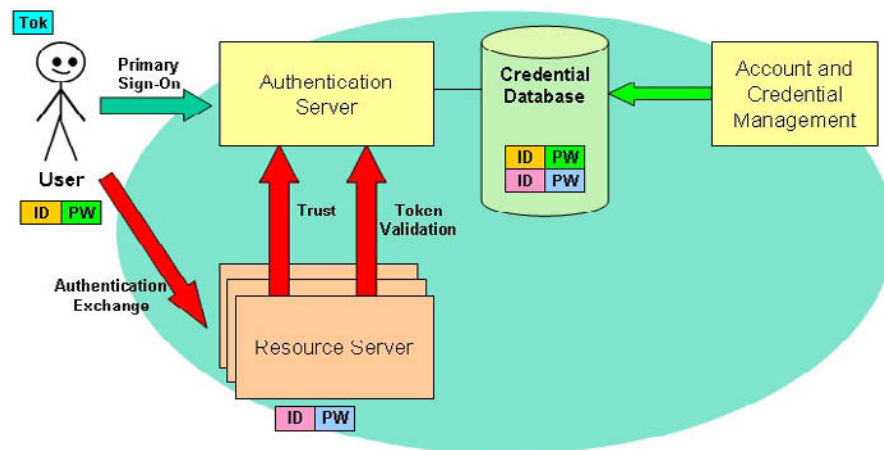 Tok
Primary
Sign-On
Authentication
Server
Credential
Database
ID PW
ID PW
Account and
Credential
Management
User
ID PW
Trust
Token
Validation
Authentication
Exchange
Resource Server
ID PW